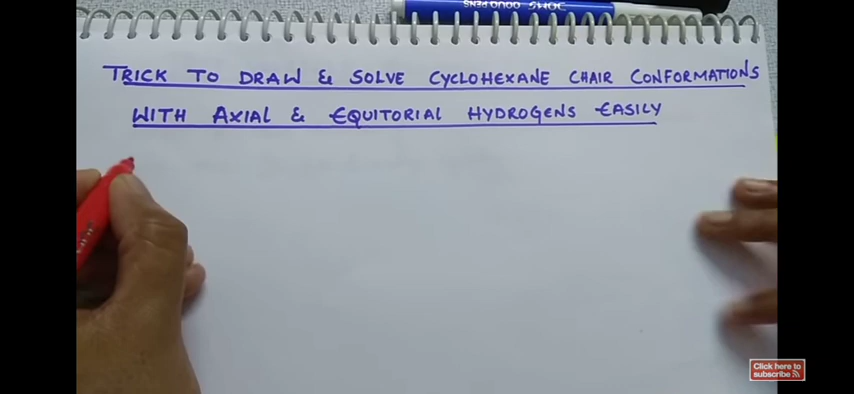 TRICK TO DRAW & SOLVE CYCLOHEXANE CHAIR CONFORMATIONS
WITH AXIAL & EQUITORIAL HYDROGENS EASILY
Click here to
subscribe